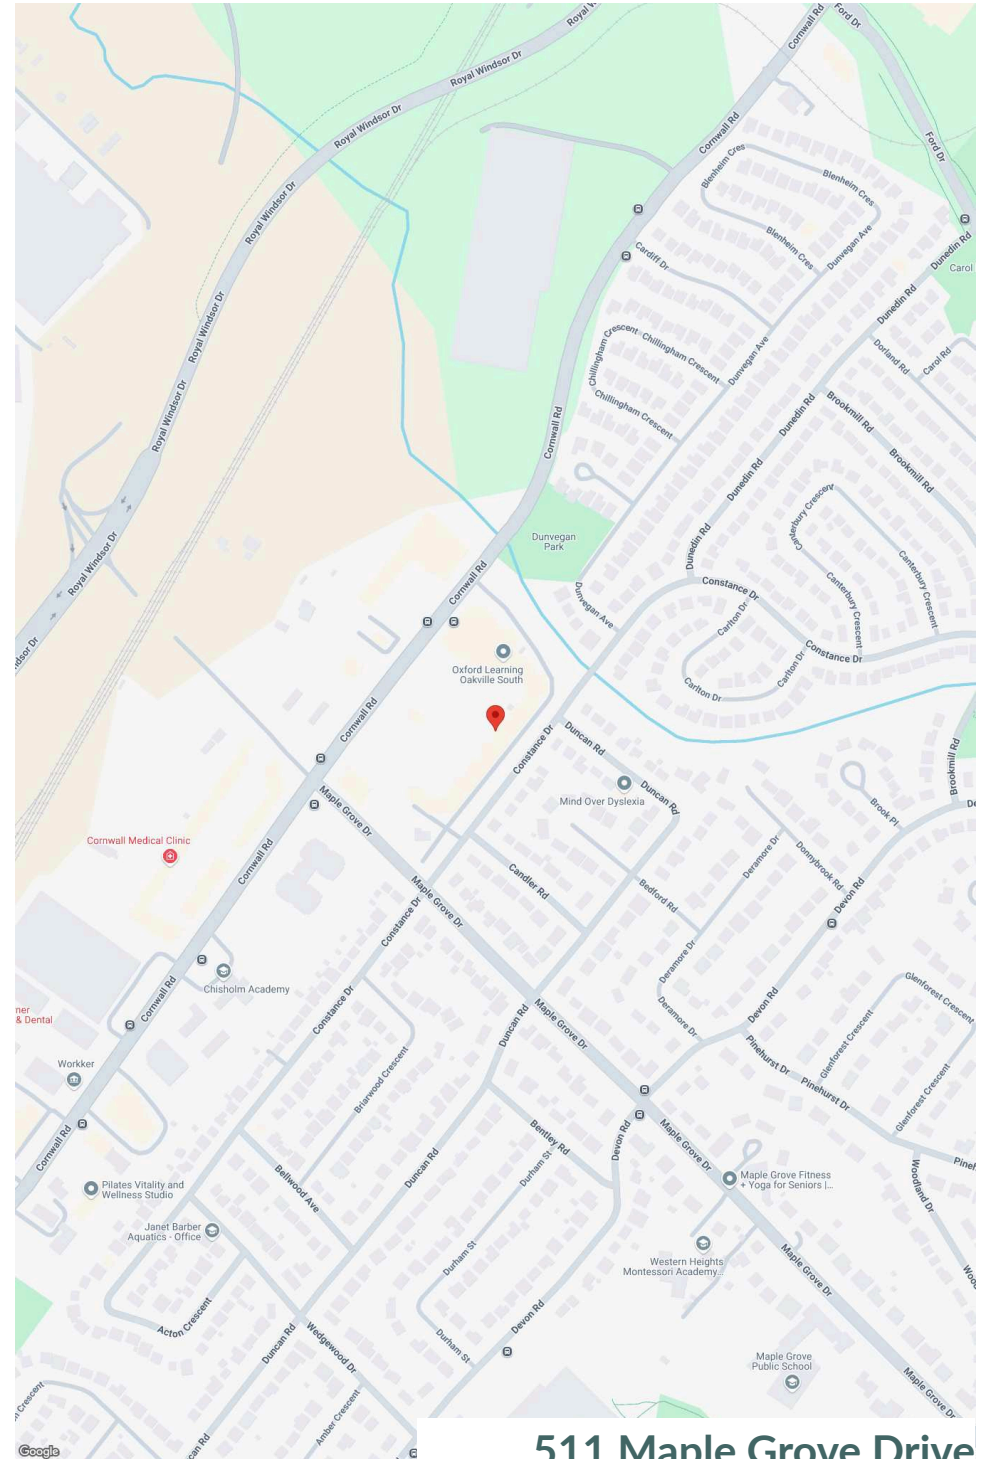 Royal Windsor Dr
Cornwall Rd
Ford Dr
Royal Windsor Dr
Royal Windsor Dr
Cornwall Rd
Ford Dr
Blenheim Cres
Blenheim Cres
Royal Windsor Dr
Blenheim Cres
Dunvegan Ave
Dunedin Rd
Cardiff Dr
Carol
Dunedin Rd
Royal Windsor Dr
Chillingham Crescent
Chillingham Crescent
Dunvegan Ave
Dorland Rd
Carol Rd
Royal Windsor Dr
Chillingham Crescent
Dunedin Rd
Brookmill Rd
Cornwall Rd
Dunedin Rd
Brookmill Rd
Canterbury Crescent
Dunvegan
Park
Dunedin Rd
Royal Windsor Dr
Cornwall Rd
Constance Dr
Canterbury Crescent
Canterbury Crescent
Dunvegan Ave
Carlton Dr
Constance Dr
Oxford Learning
Oakville South
Carlton Dr
Carlton Dr
Cornwall Rd
Constance Dr
Duncan Rd
Brookmill Rd
Mind Over Dyslexia
Duncan Rd
Maple Grove Dr
Brook Pl
De
Cornwall Medical Clinic
Cornwall Rd
Candler Rd
Deramore Dr
Donnybrook Rd
Maple Grove Dr
Bedford Rd
Devon Rd
Constance Dr
Deramore Dr
Chisholm Academy
Cornwall Rd
Constance Dr
Duncan Rd
Maple Grove Dr
Deramore Dr
Devon Rd
Glenforest Crescent
Glenforest Crescent
ner
& Dental
Workker
Briarwood Crescent
Pinehurst Dr
Pinehurst Dr
Glenforest Crescent
Cornwall Rd
Bentley Rd
Devon Rd
Maple Grove Dr
Pineh
Pilates Vitality and
Wellness Studio
Bellwood Ave
Duncan Rd
Durham St
Maple Grove Fitness
+ Yoga for Seniors |...
Woodland Dr
Janet Barber
Aquatics - Office
Durham St
Western Heights
Montessori Academy...
Maple Grove Dr
Acton Crescent
Duncan Rd
Wedgewood Dr
Durham St
Devon Rd
Maple Grove
Public School
Maple Grove Dr
Amber Crescent
Google
511 Maple Grove Drive